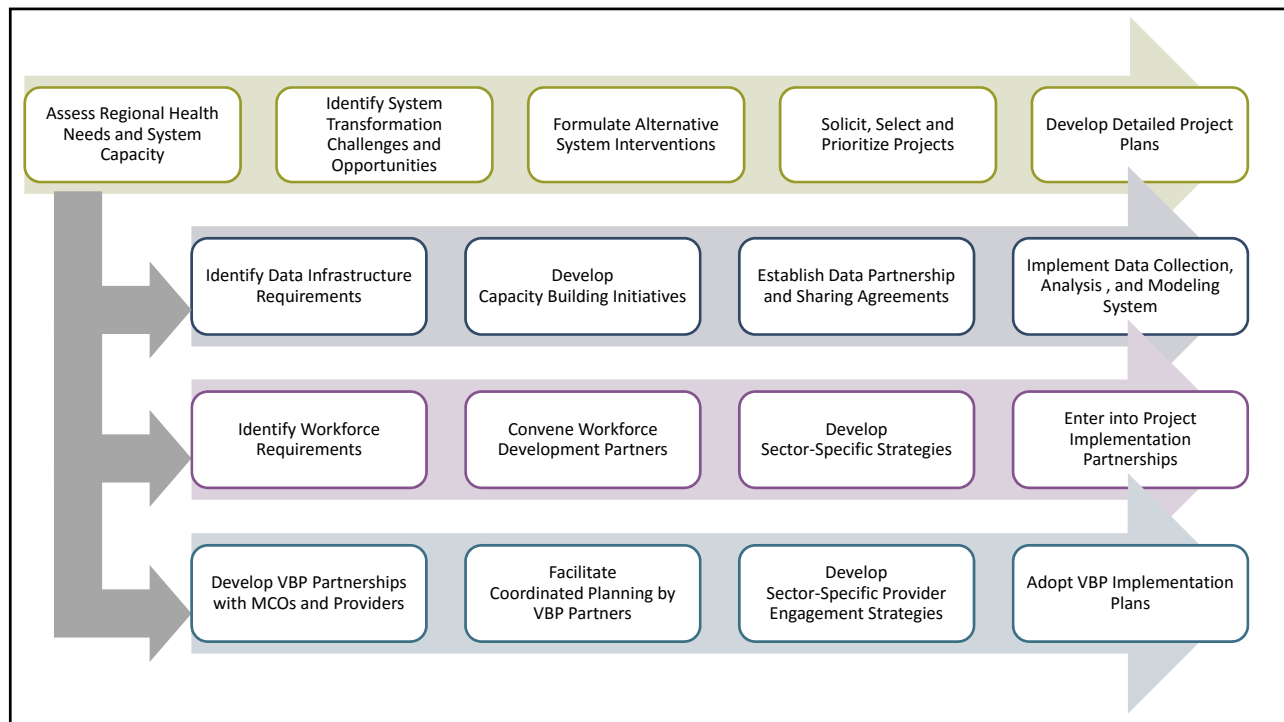 Assess Regional Health
Needs and System
Capacity
Identify System
Transformation
Challenges and
Opportunities
Formulate Alternative
System Interventions
Solicit, Select and
Prioritize Projects
Develop Detailed Project
Plans
Identify Data Infrastructure
Requirements
Develop
Capacity Building Initiatives
Establish Data Partnership
and Sharing Agreements
Implement Data Collection,
Analysis , and Modeling
System
Identify Workforce
Requirements
Convene Workforce
Development Partners
Develop
Sector-Specific Strategies
Enter into Project
Implementation
Partnerships
Develop VBP Partnerships
with MCOs and Providers
Facilitate
Coordinated Planning by
VBP Partners
Develop
Sector-Specific Provider
Engagement Strategies
Adopt VBP Implementation
Plans